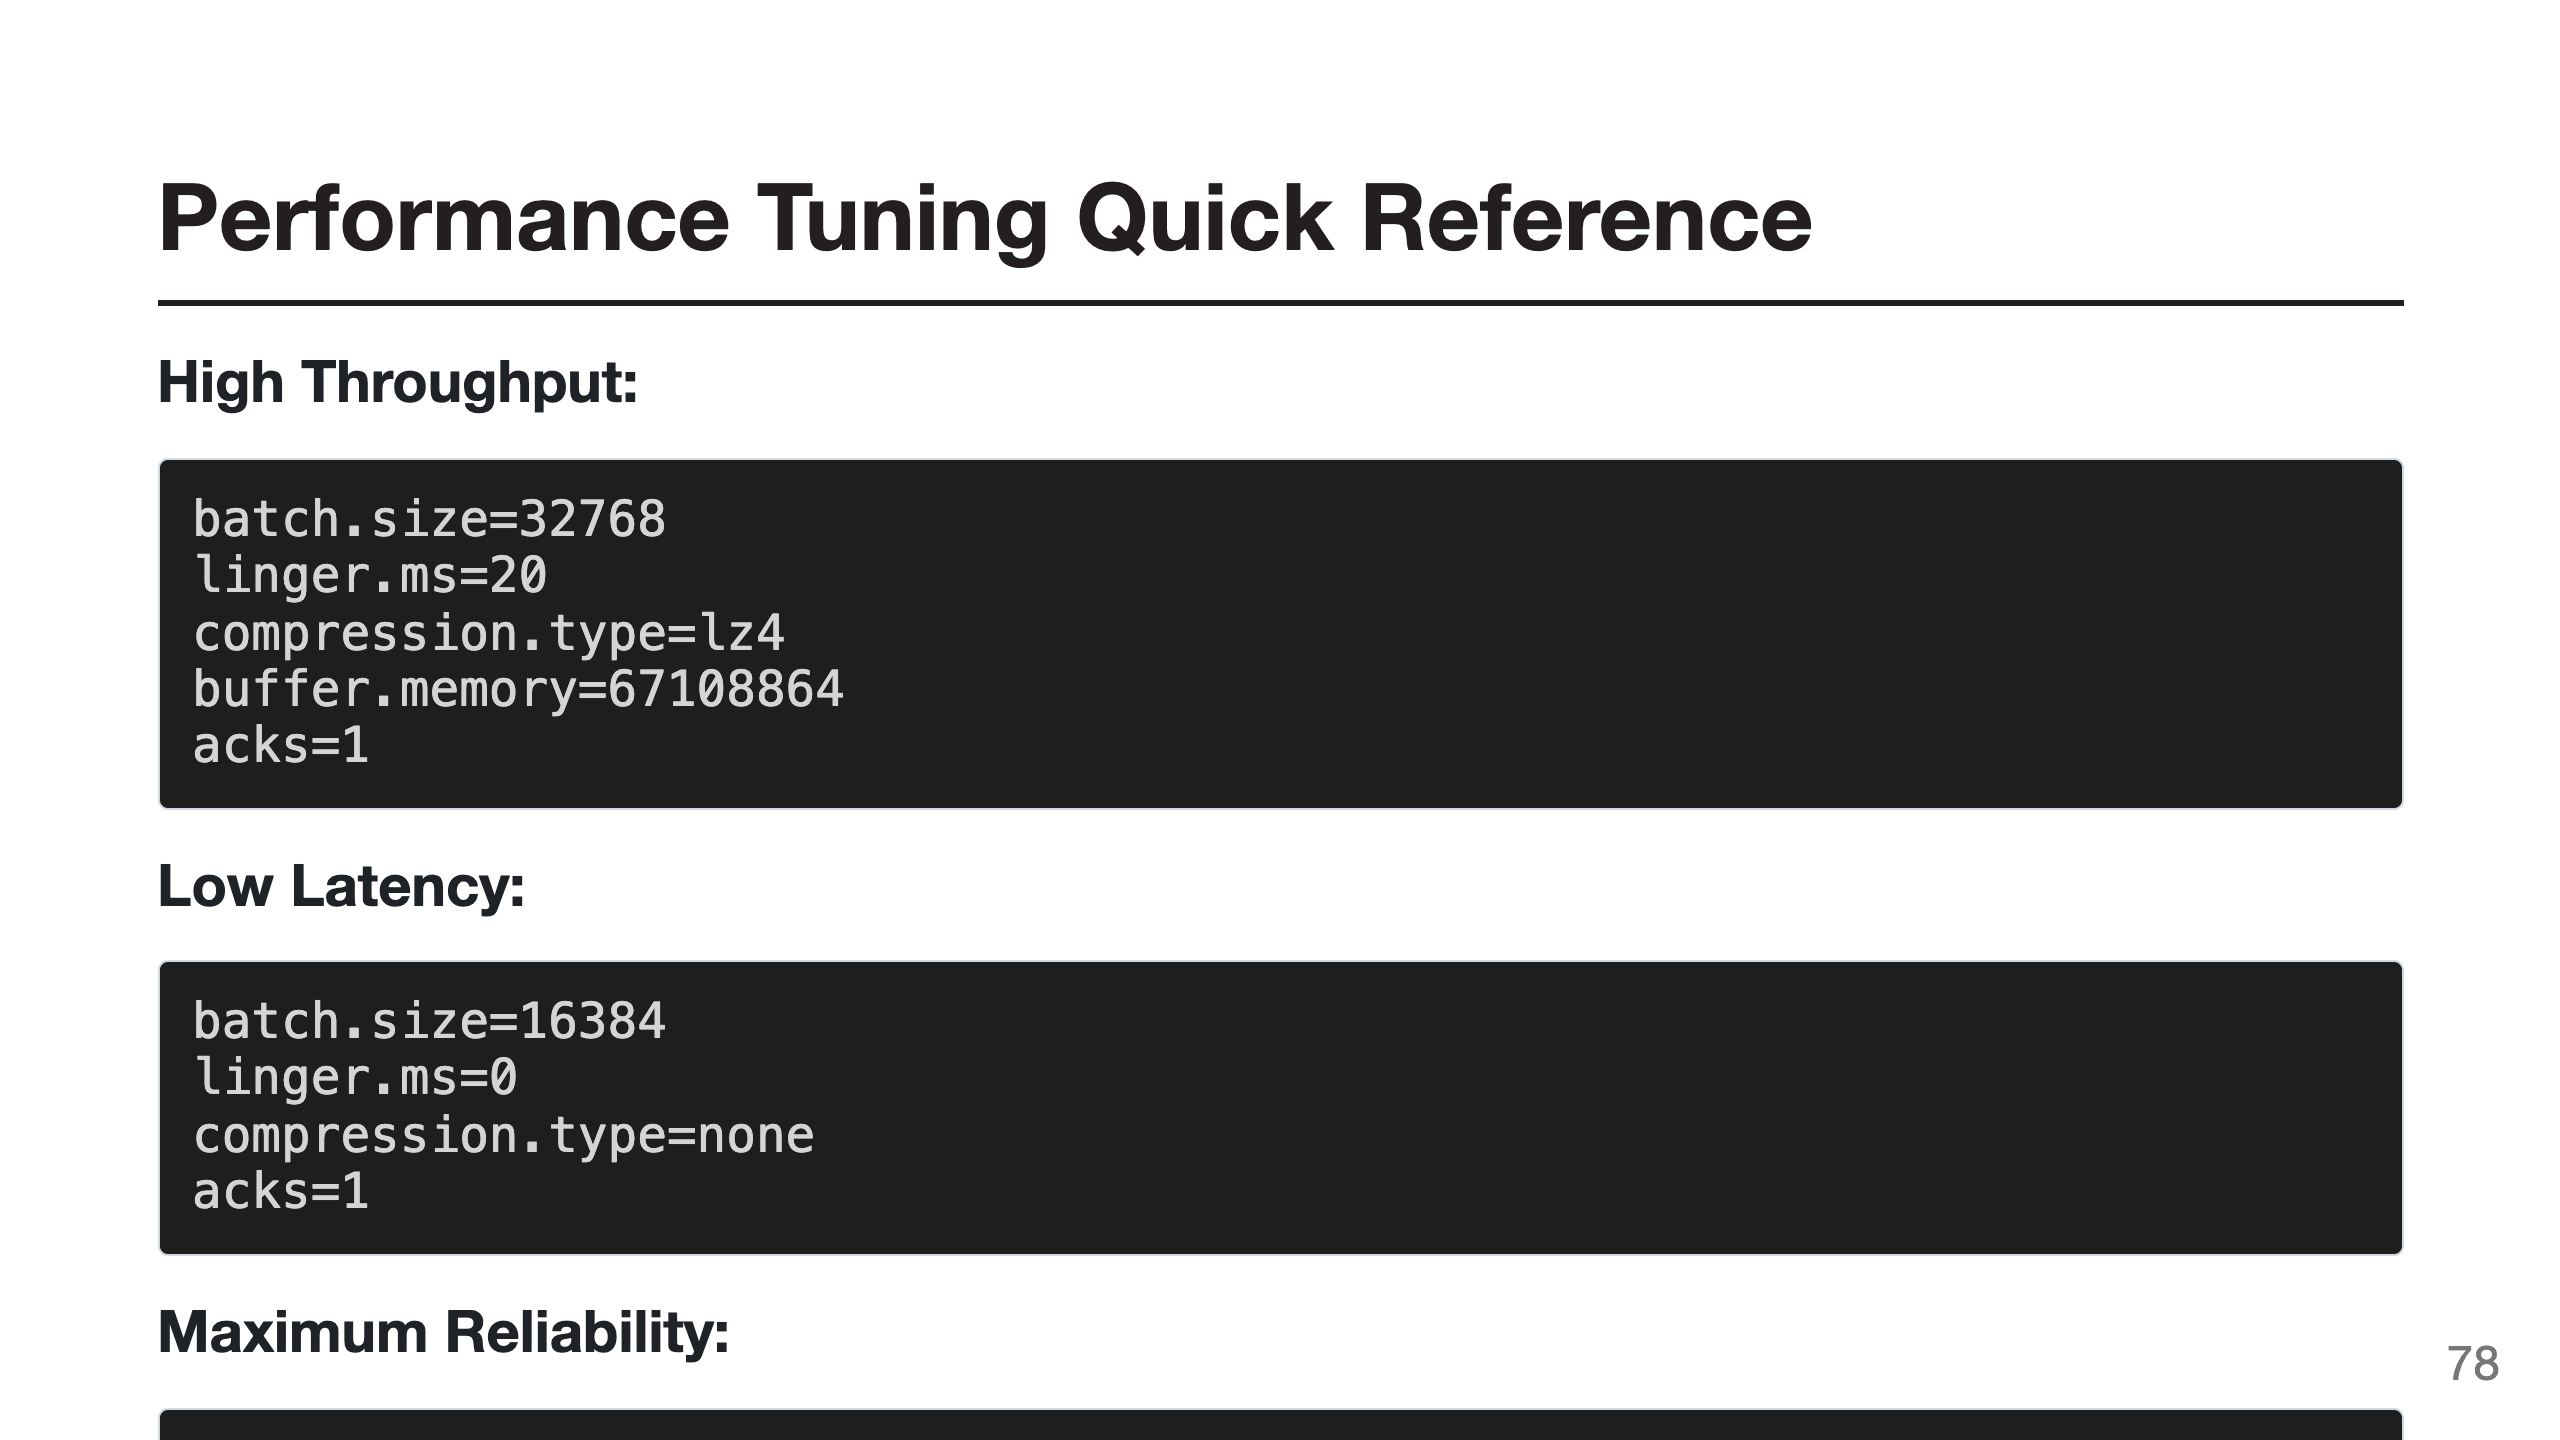 Performance Tuning Quick Reference
High Throughput:
batch.size=32768
linger.ms=20
compression.type=lz4
buffer.memory=67108864
acks=1
Low Latency:
batch.size=16384
linger.ms=0
compression.type=none
acks=1
Maximum Reliability:
78